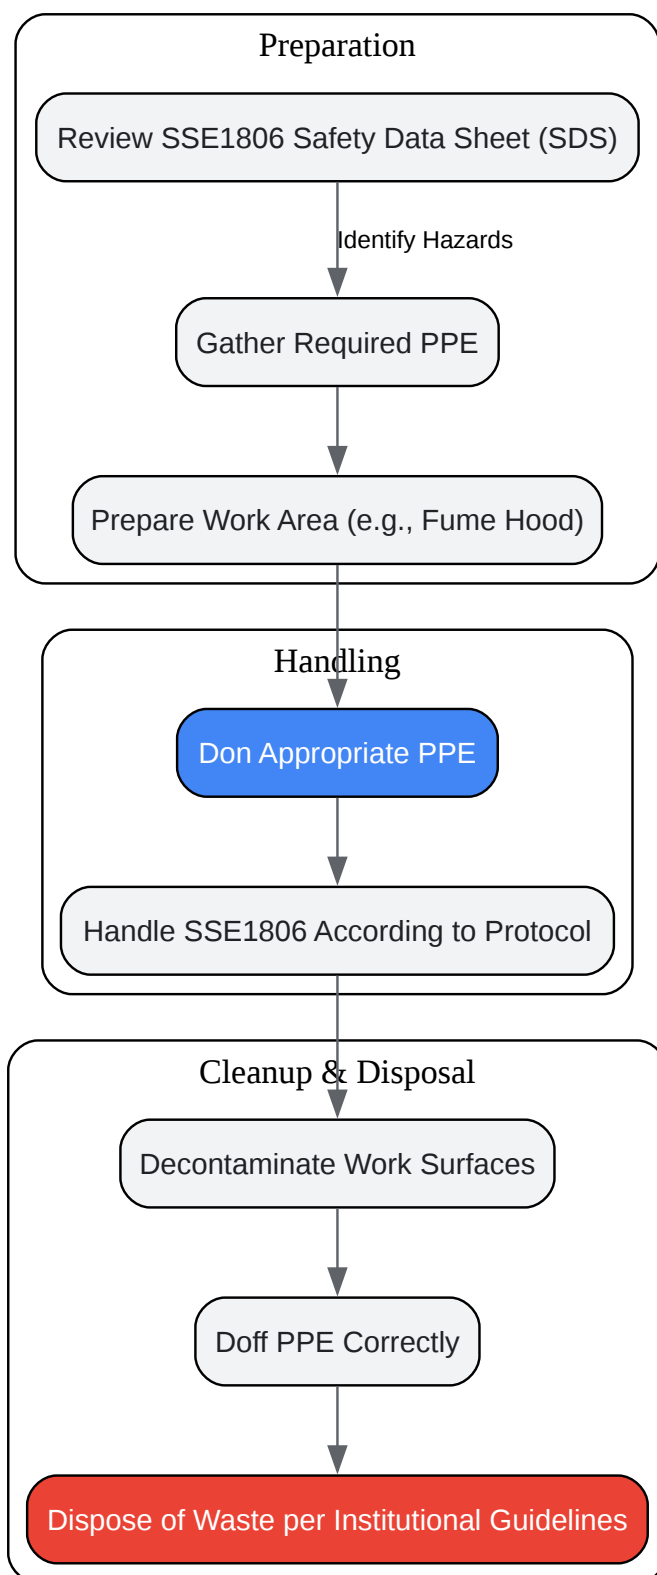 Preparation
Review SSE1806 Safety Data Sheet (SDS)
Identify Hazards
Gather Required PPE
Prepare Work Area (e.g., Fume Hood)
Handling
Don Appropriate PPE
Handle SSE1806 According to Protocol
Cleanup & Disposal
Decontaminate Work Surfaces
Doff PPE Correctly
Dispose of Waste per Institutional Guidelines